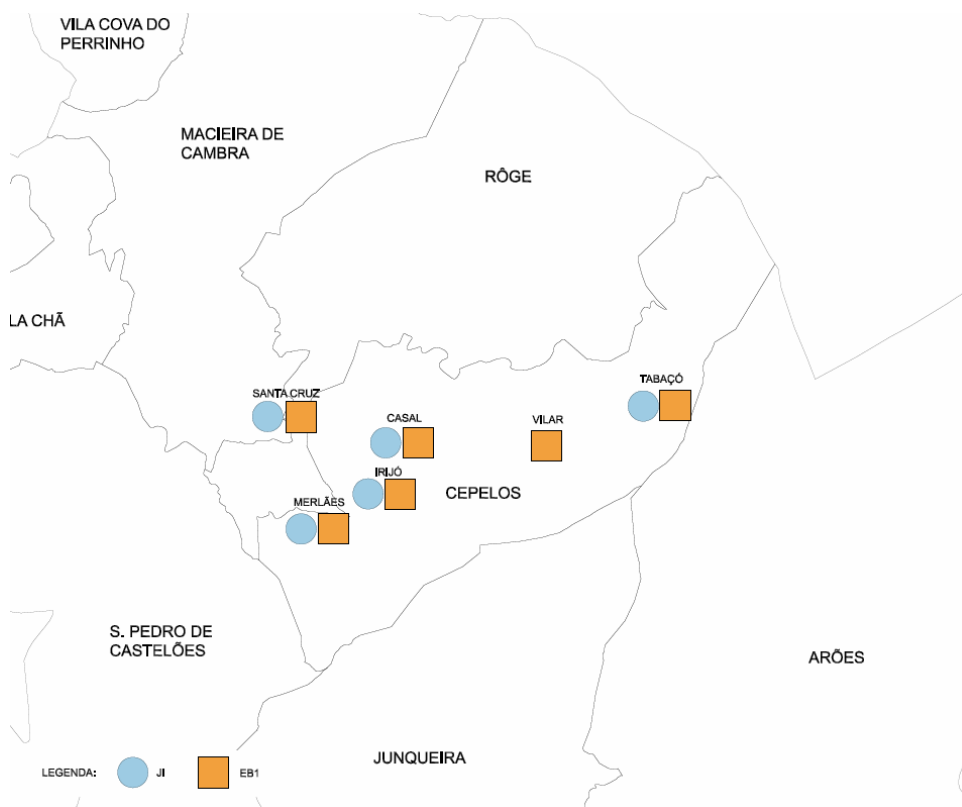 VILA COVA DO
PERRINHO
MACIEIRA DE
CAMBRA
RÔGE
LA CHÃ
TABAÇÓ
SANTA CRUZ
CASAL
VILAR
IRIJÓ
CEPELOS
MERLÃES
S. PEDRO DE
CASTELÕES
ARÕES
JUNQUEIRA
LEGENDA: JI EB1